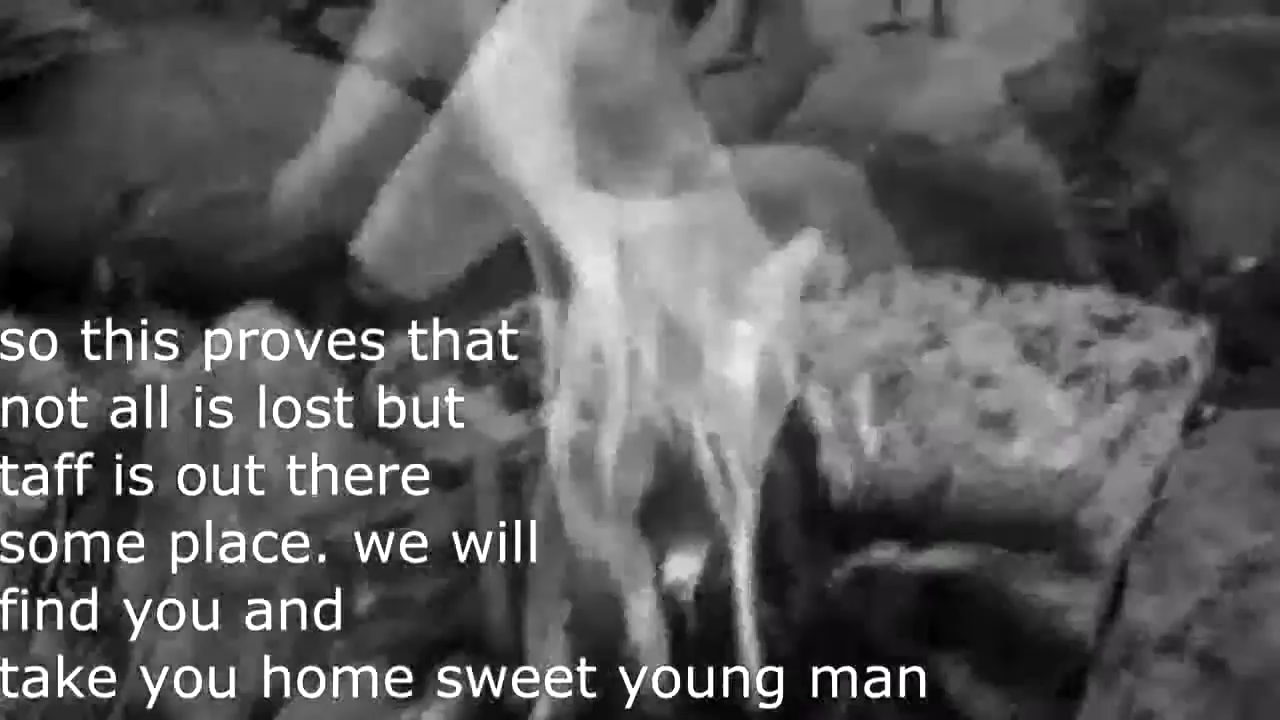 so this proves that
not all is lost but
taff is out there
some place. we will
find you and
take you home sweet young man